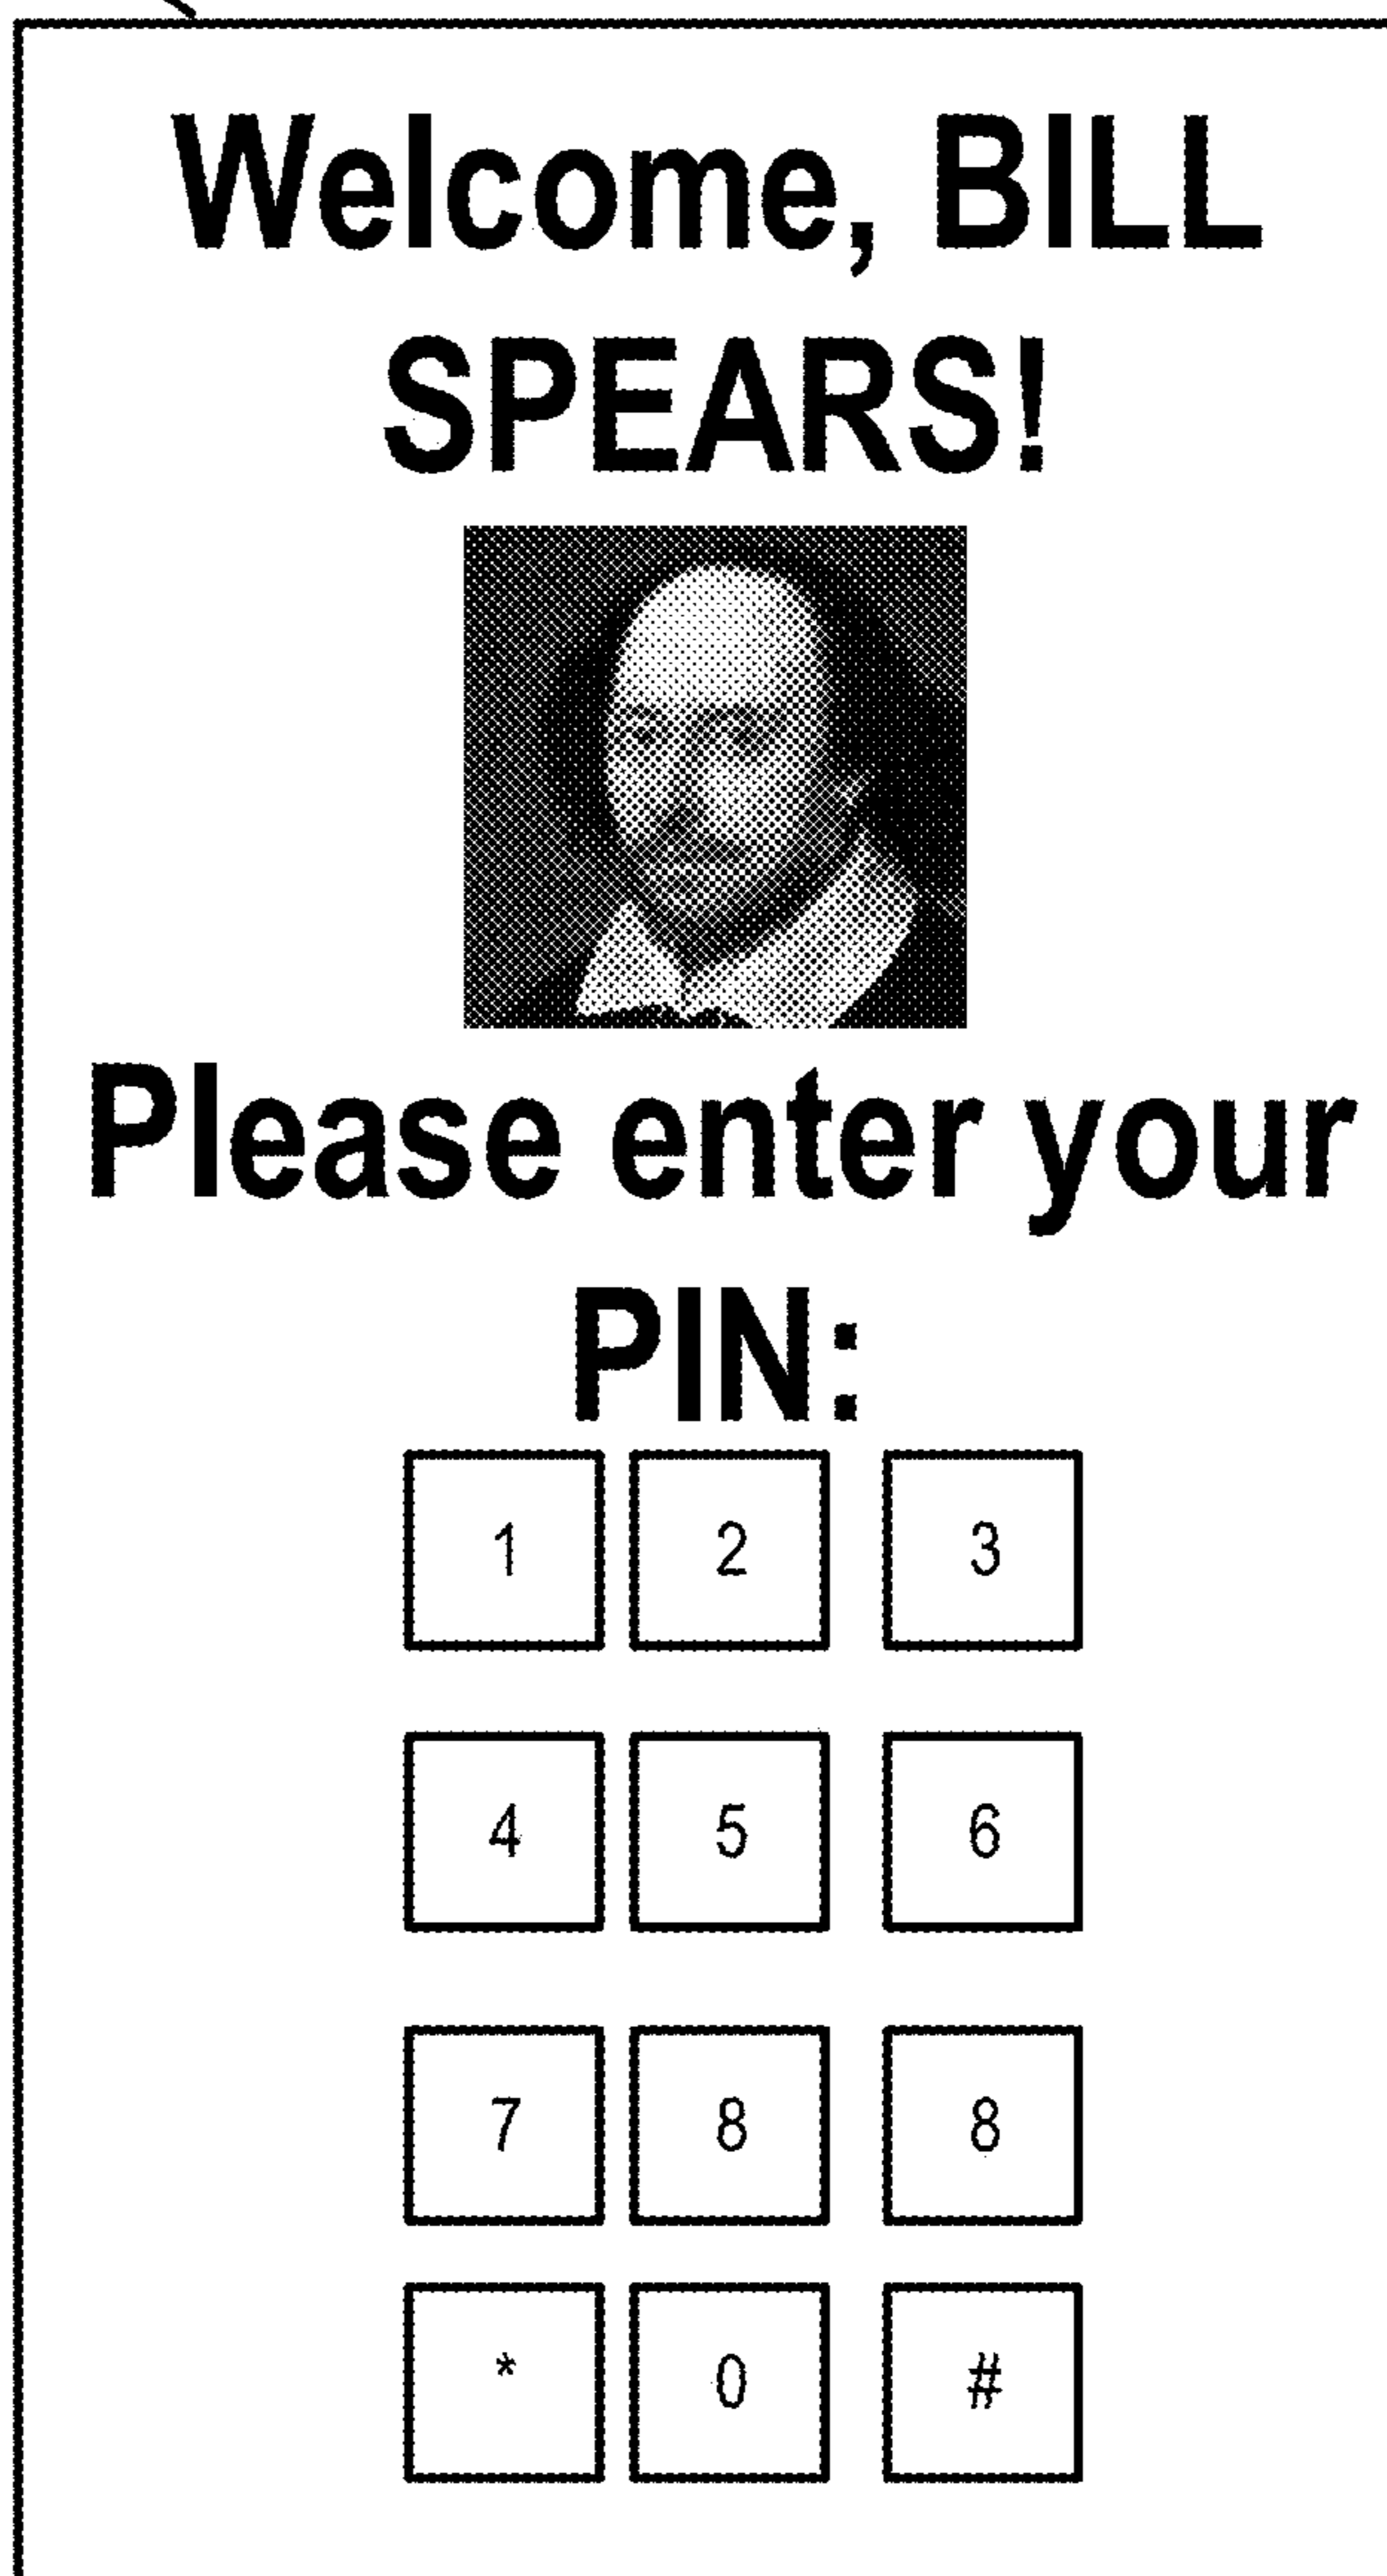 Welcome, BILL
SPEARS!
Please enter your
PIN:
1 2 3
4 5 6
7 8 8
* 0 #